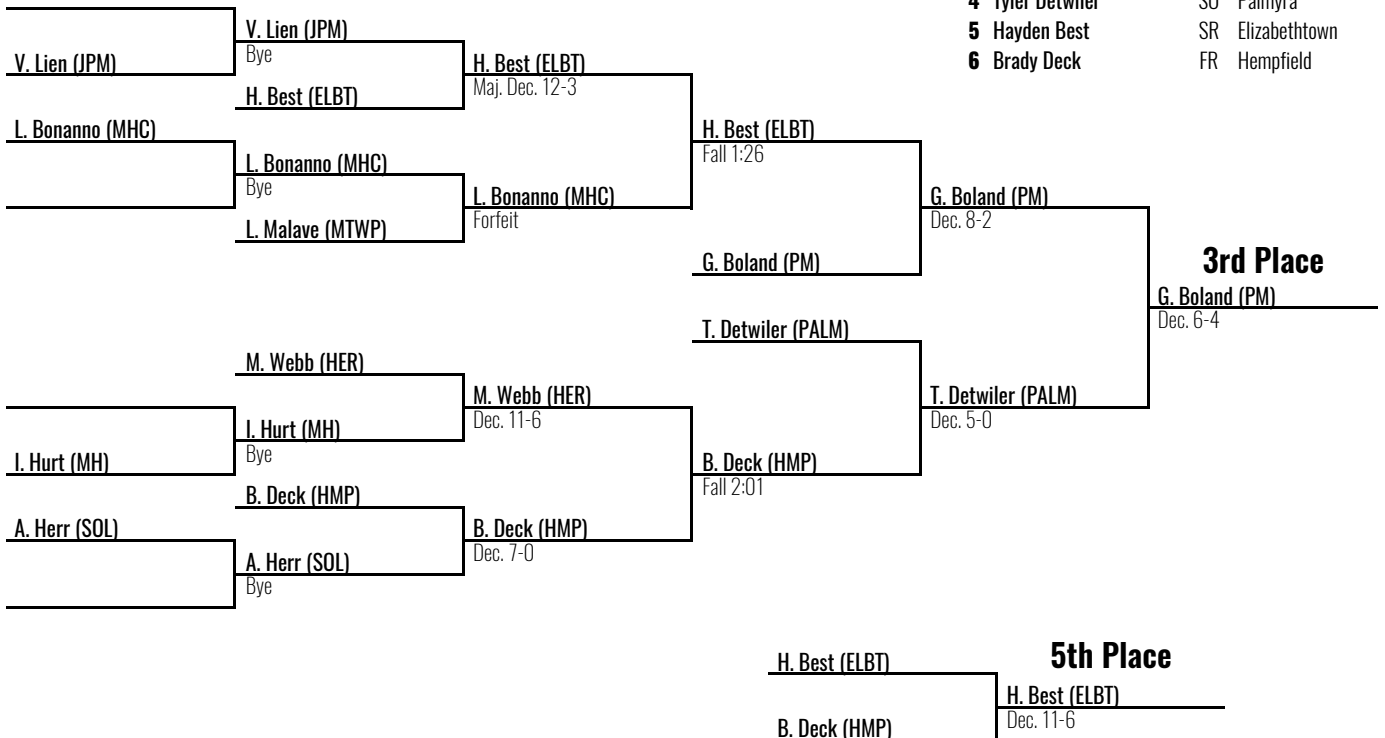 4 Tyler Detwiler SO Palmyra
5 Hayden Best SR Elizabethtown
6 Brady Deck FR Hempfield
V. Lien (JPM)
V. Lien (JPM)
Bye
H. Best (ELBT)
H. Best (ELBT)
Maj. Dec. 12-3
L. Bonanno (MHC)
L. Bonanno (MHC)
Bye
L. Malave (MTWP)
L. Bonanno (MHC)
Forfeit
H. Best (ELBT)
Fall 1:26
G. Boland (PM)
G. Boland (PM)
Dec. 8-2
3rd Place
G. Boland (PM)
Dec. 6-4
T. Detwiler (PALM)
T. Detwiler (PALM)
Dec. 5-0
M. Webb (HER)
M. Webb (HER)
Dec. 11-6
I. Hurt (MH)
I. Hurt (MH)
Bye
B. Deck (HMP)
Fall 2:01
B. Deck (HMP)
B. Deck (HMP)
Dec. 7-0
A. Herr (SOL)
A. Herr (SOL)
Bye
5th Place
H. Best (ELBT)
H. Best (ELBT)
Dec. 11-6
B. Deck (HMP)